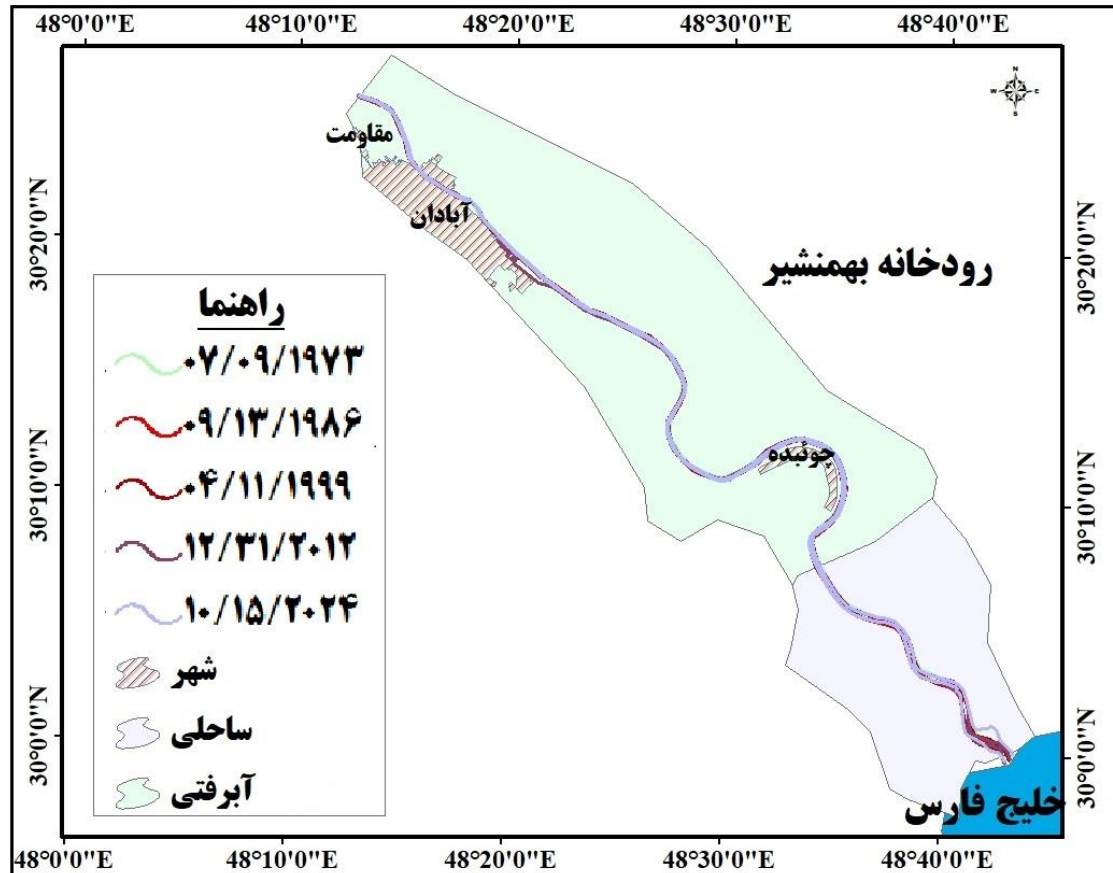 48°0'0"E 48°10'0"E 48°20'0"E 48°30'0"E 48°40'0"E
N
W E
S
مقاومت
آبادان
30°20'0"N
30°20'0"N
رودخانه بهمنشیر
راهنما
۰۷/۰۹/۱۹۷۳
۰۹/۱۳/۱۹۸۶
۰۴/۱۱/۱۹۹۹
۱۲/۳۱/۲۰۱۲
۱۰/۱۵/۲۰۲۴
شهر
ساحلی
آبرفتی
چوئبده
30°10'0"N
30°10'0"N
30°0'0"N
30°0'0"N
خلیج فارس
48°0'0"E 48°10'0"E 48°20'0"E 48°30'0"E 48°40'0"E